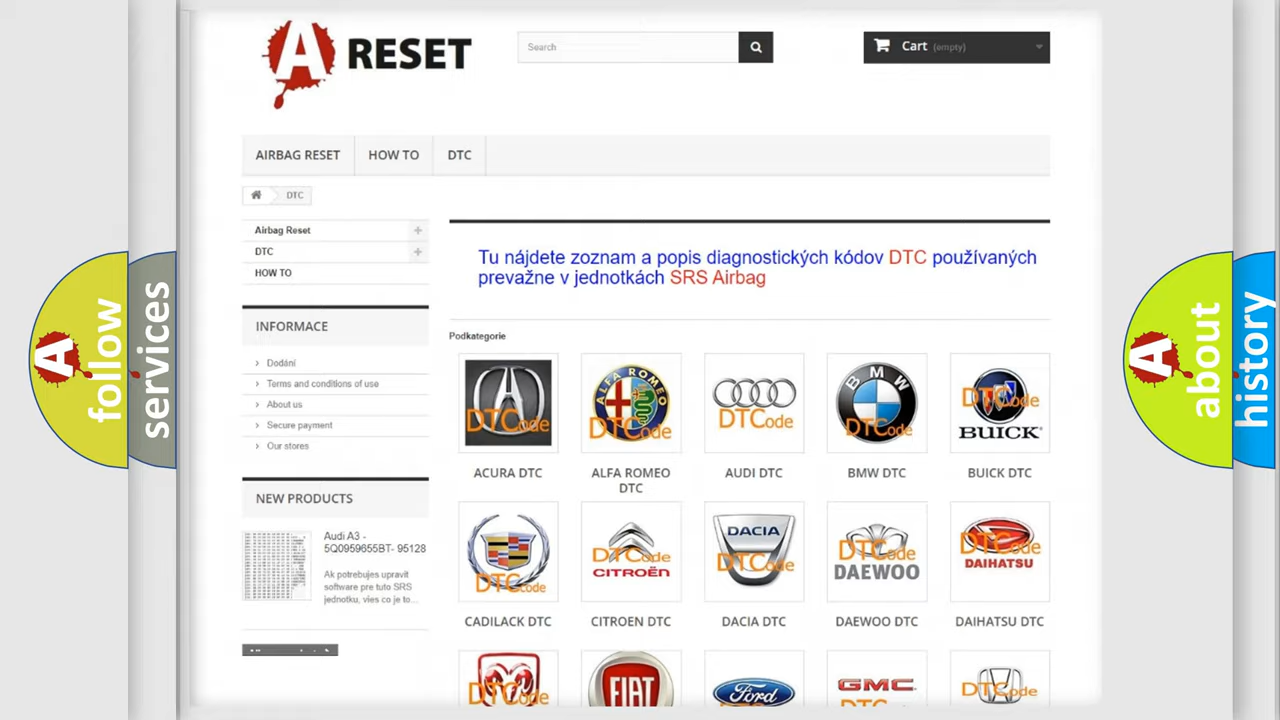 A RESET
Search
Cart (empty)
AIRBAG RESET
HOW TO
DTC
DTC
Airbag Reset
DTC
HOW TO
INFORMACE
Dodání
Terms and conditions of use
About us
Secure payment
Our stores
NEW PRODUCTS
Audi A3 -
5Q0959655BT- 95128
Ak potrebujes upravit
software pre tuto SRS
jednotku, vies co je to...
Tu nájdete zoznam a popis diagnostických kódov DTC používaných
prevažne v jednotkách SRS Airbag
Podkategorie
DTCode
ALFA ROMEO
DTCode
DTCode
BMW
DTCode
DTCode
BUICK
ACURA DTC
ALFA ROMEO
DTC
AUDI DTC
BMW DTC
BUICK DTC
DTCode
DTCode
CITROËN
DACIA
DTCode
DTCode
DAEWOO
DTCode
DAIHATSU
CADILACK DTC
CITROEN DTC
DACIA DTC
DAEWOO DTC
DAIHATSU DTC
DTCode
FIAT
Ford
GMC
DTCode
A
follow
services
A
about
history